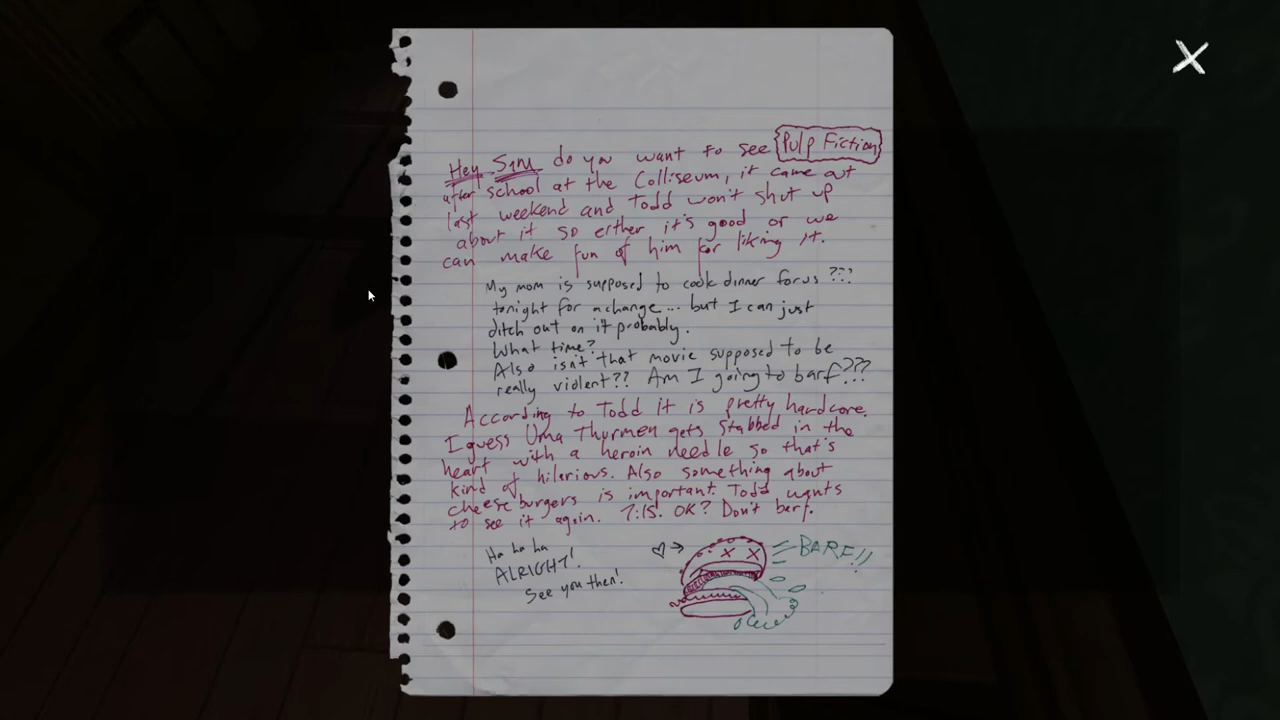 Hey Sam do you want to see Pulp Fiction
after school at the Colliseum, it came out
last weekend and Todd won't shut up
about it so either it's good or we
can make fun of him for liking it.
My mom is supposed to cook dinner for us ???
tonight for a change... but I can just
ditch out on it probably.
What time?
Also isn't that movie supposed to be
really violent?? Am I going to barf???
According to Todd it is pretty hardcore.
I guess Uma Thurmen gets stabbed in the
heart with a heroin needle so that's
kind of hilarious. Also something about
cheeseburgers is important. Todd wants
to see it again. 7:15. OK? Don't barf.
Ha ha ha
ALRIGHT!
See you then!
BARF!!